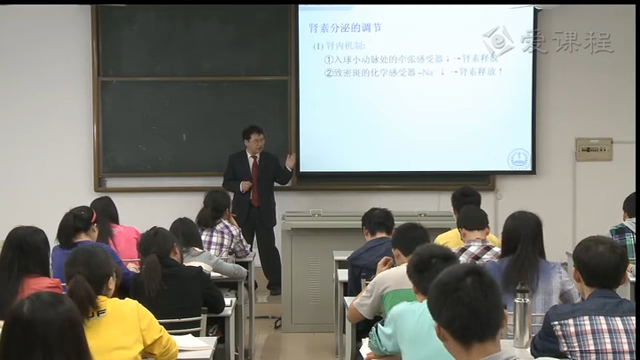 肾素分泌的调节
爱课程
(1) 肾内机制:
①入球小动脉处的牵张感受器↓→肾素释放
②致密斑的化学感受器–Na ↓→肾素释放↑